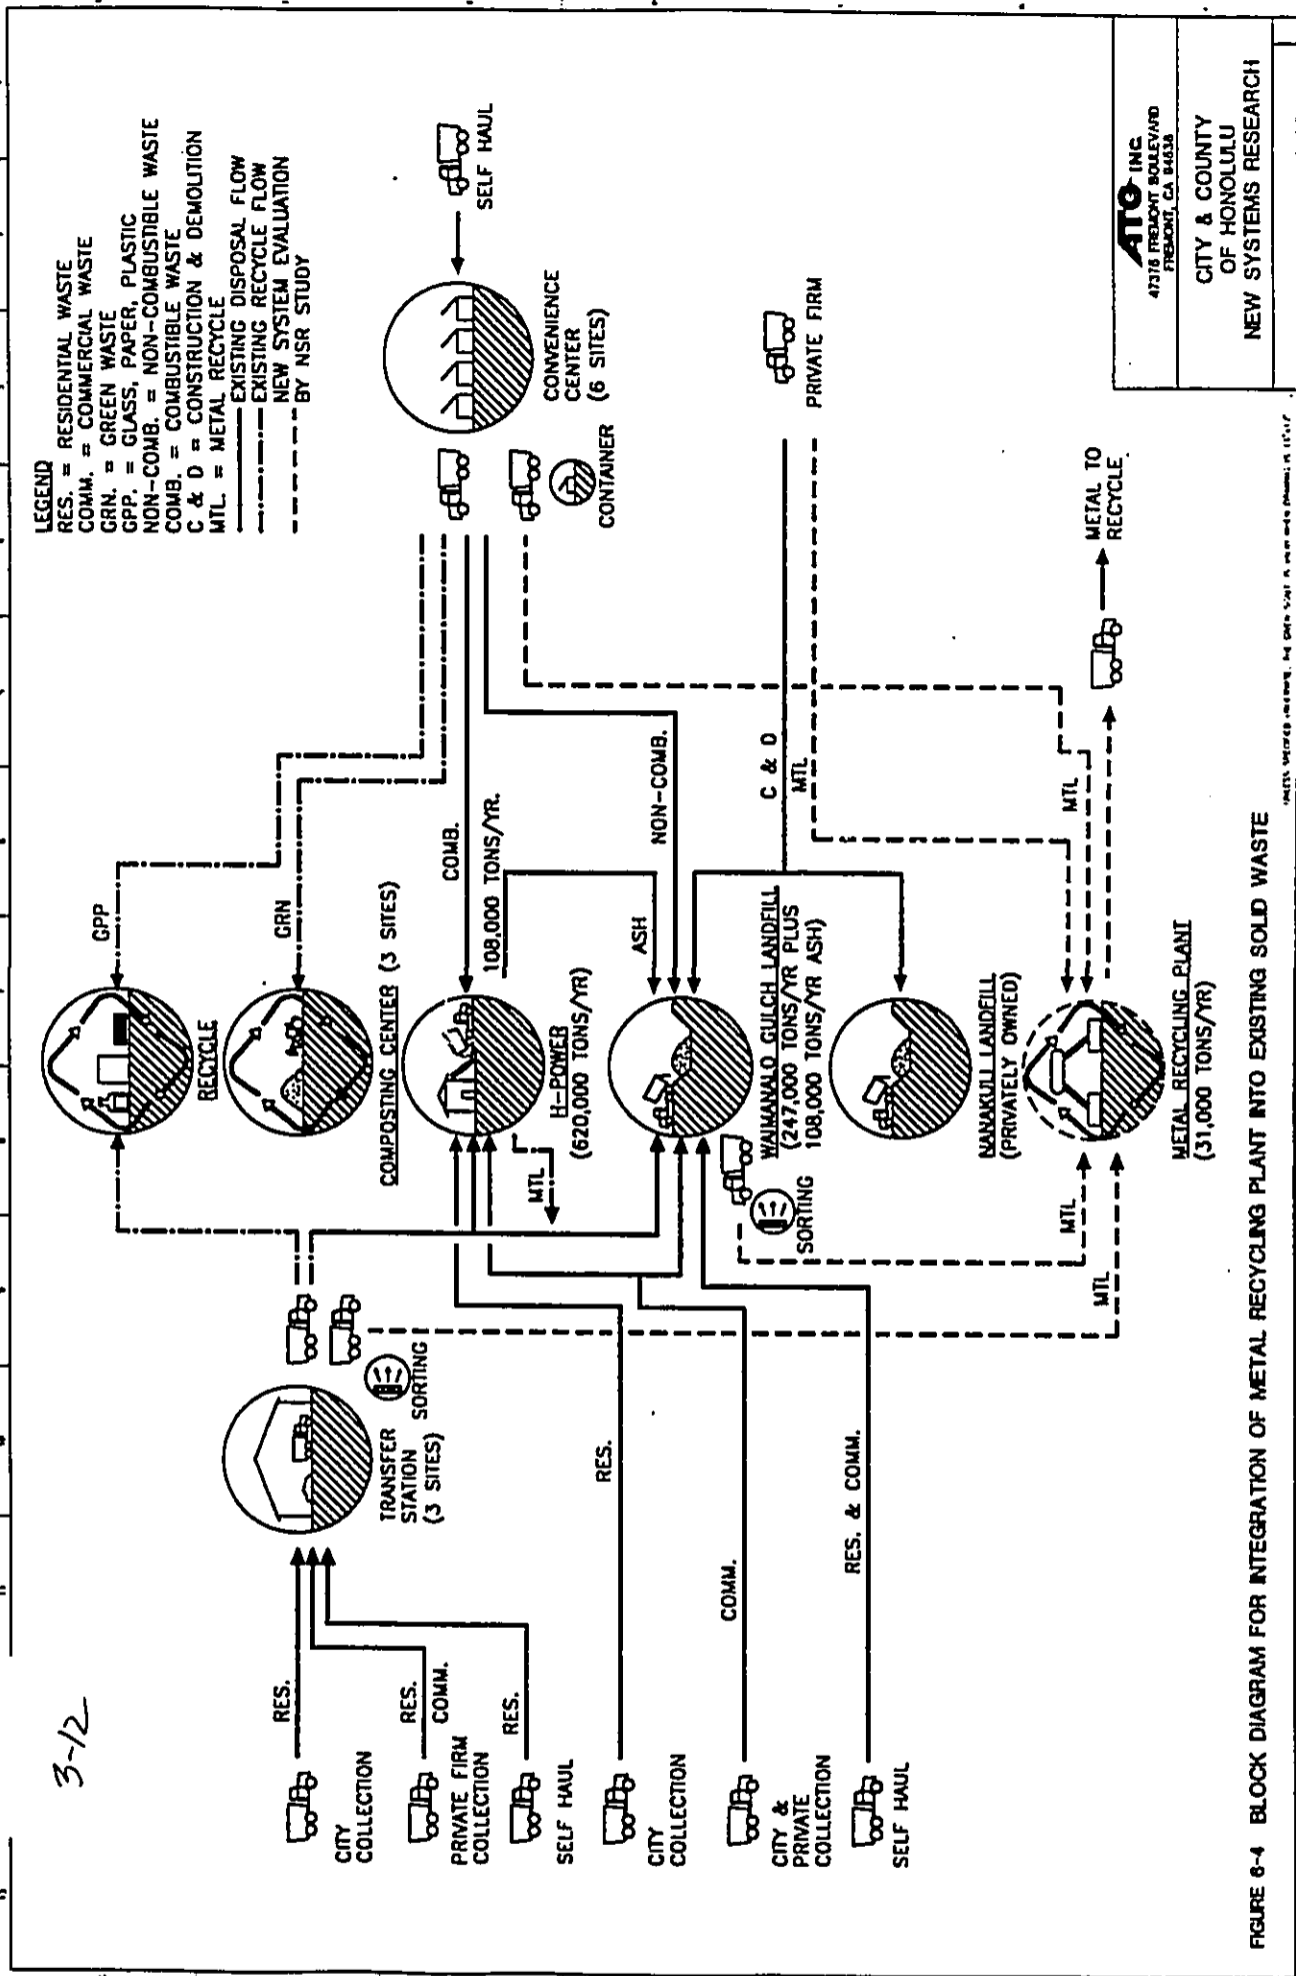 3-12
LEGEND
RES. = RESIDENTIAL WASTE
COMM. = COMMERCIAL WASTE
GRN. = GREEN WASTE
GPP. = GLASS, PAPER, PLASTIC
NON-COMB. = NON-COMBUSTIBLE WASTE
COMB. = COMBUSTIBLE WASTE
C & D = CONSTRUCTION & DEMOLITION
MTL. = METAL RECYCLE
EXISTING DISPOSAL FLOW
EXISTING RECYCLE FLOW
NEW SYSTEM EVALUATION
BY NSR STUDY
RES.
CITY
COLLECTION
RES.
COMM.
PRIVATE FIRM
COLLECTION
RES.
SELF HAUL
RES.
CITY
COLLECTION
COMM.
CITY &
PRIVATE
COLLECTION
RES. & COMM.
SELF HAUL
TRANSFER
STATION
(3 SITES)
SORTING
MTL
SORTING
MTL
MTL
GPP
RECYCLE
GRN
COMPOSTING CENTER (3 SITES)
COMB.
108,000 TONS/YR.
H-POWER
(620,000 TONS/YR)
ASH
NON-COMB.
WAIMANALO GULCH LANDFILL
(247,000 TONS/YR PLUS
108,000 TONS/YR ASH)
C & D
MTL
NANAKULI LANDFILL
(PRIVATELY OWNED)
MTL
METAL RECYCLING PLANT
(31,000 TONS/YR)
SELF HAUL
CONVENIENCE
CENTER
(6 SITES)
CONTAINER
PRIVATE FIRM
METAL TO
RECYCLE
ATG INC.
47375 FREMONT BOULEVARD
FREMONT, CA 94538
CITY & COUNTY
OF HONOLULU
NEW SYSTEMS RESEARCH
FIGURE 6-4 BLOCK DIAGRAM FOR INTEGRATION OF METAL RECYCLING PLANT INTO EXISTING SOLID WASTE